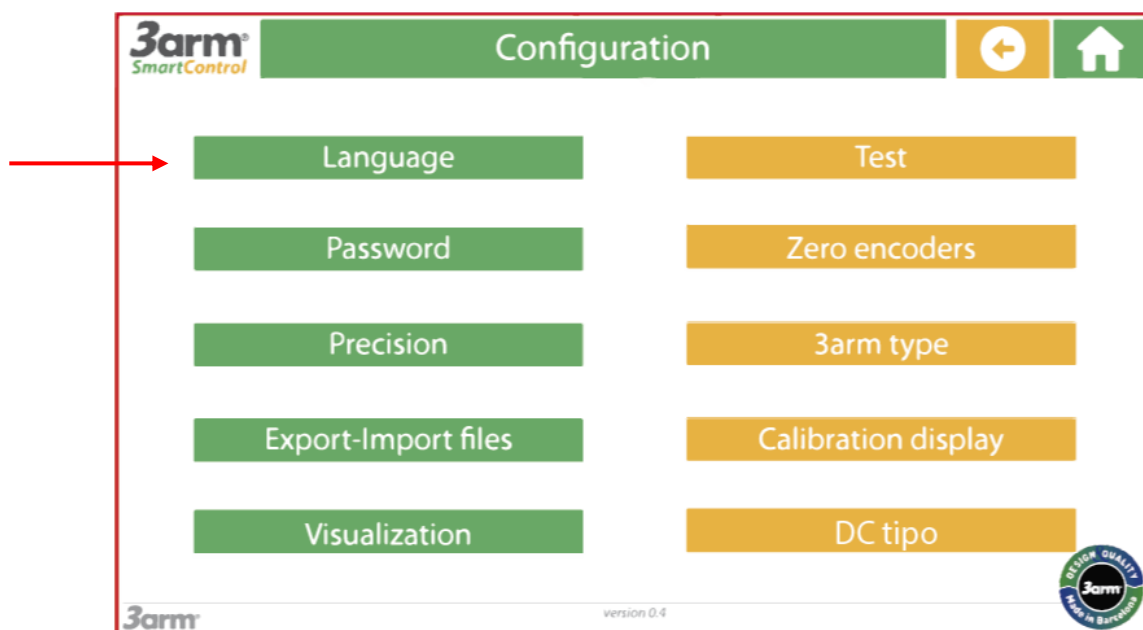 3arm®
SmartControl
Configuration
Language
Test
Password
Zero encoders
Precision
3arm type
Export-Import files
Calibration display
Visualization
DC tipo
DESIGN QUALITY
3arm
Made in Barcelona
3arm
version 0.4